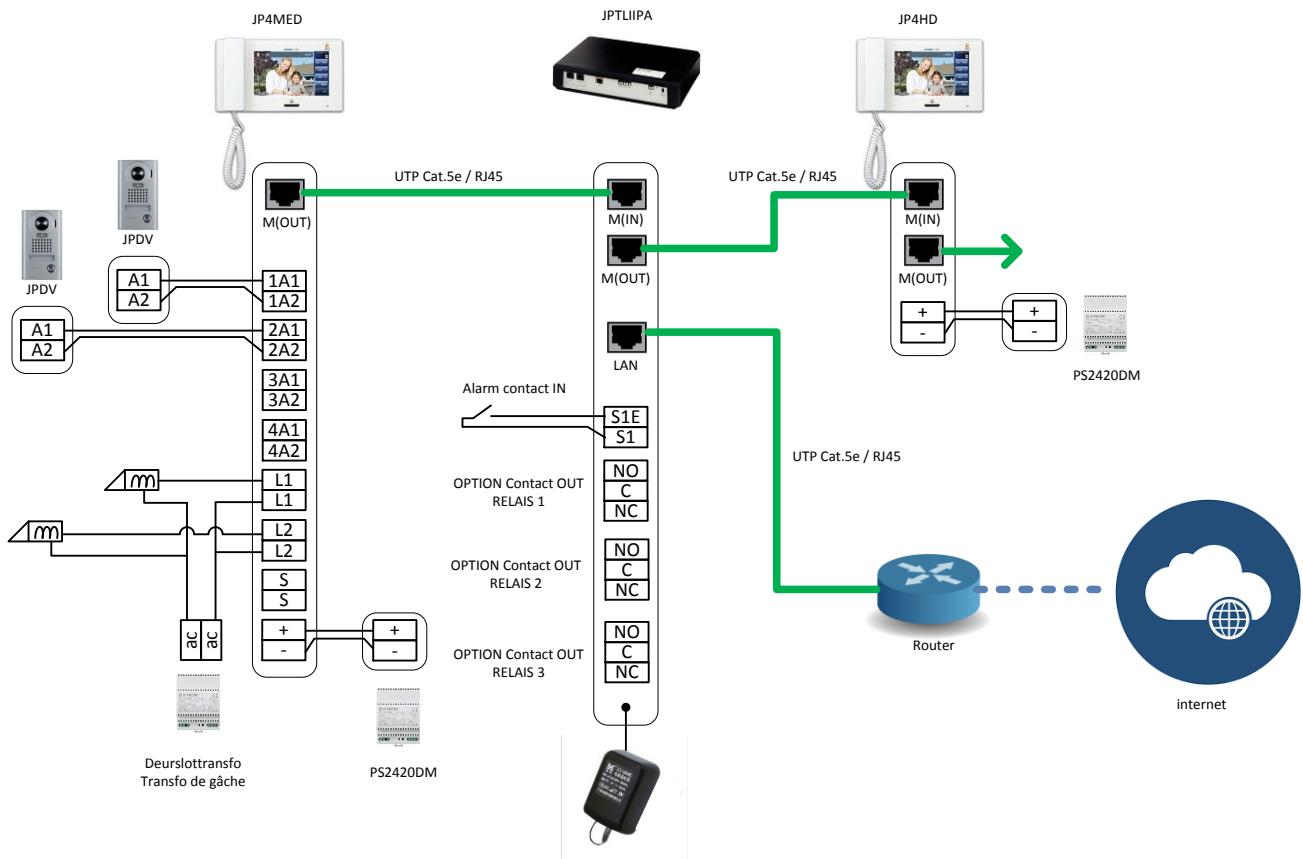 JP4MED
JPTLIIPA
JP4HD
UTP Cat.5e / RJ45
UTP Cat.5e / RJ45
M(OUT)
M(IN)
M(OUT)
M(IN)
M(OUT)
JPDV
JPDV
A1
A2
A1
A2
1A1
1A2
2A1
2A2
3A1
3A2
4A1
4A2
L1
L1
L2
L2
S
S
+
-
+
-
ac
ac
Deurslottransfo
Transfo de gâche
PS2420DM
LAN
Alarm contact IN
S1E
S1
OPTION Contact OUT
RELAIS 1
NO
C
NC
OPTION Contact OUT
RELAIS 2
NO
C
NC
OPTION Contact OUT
RELAIS 3
NO
C
NC
+
-
+
-
PS2420DM
UTP Cat.5e / RJ45
Router
internet